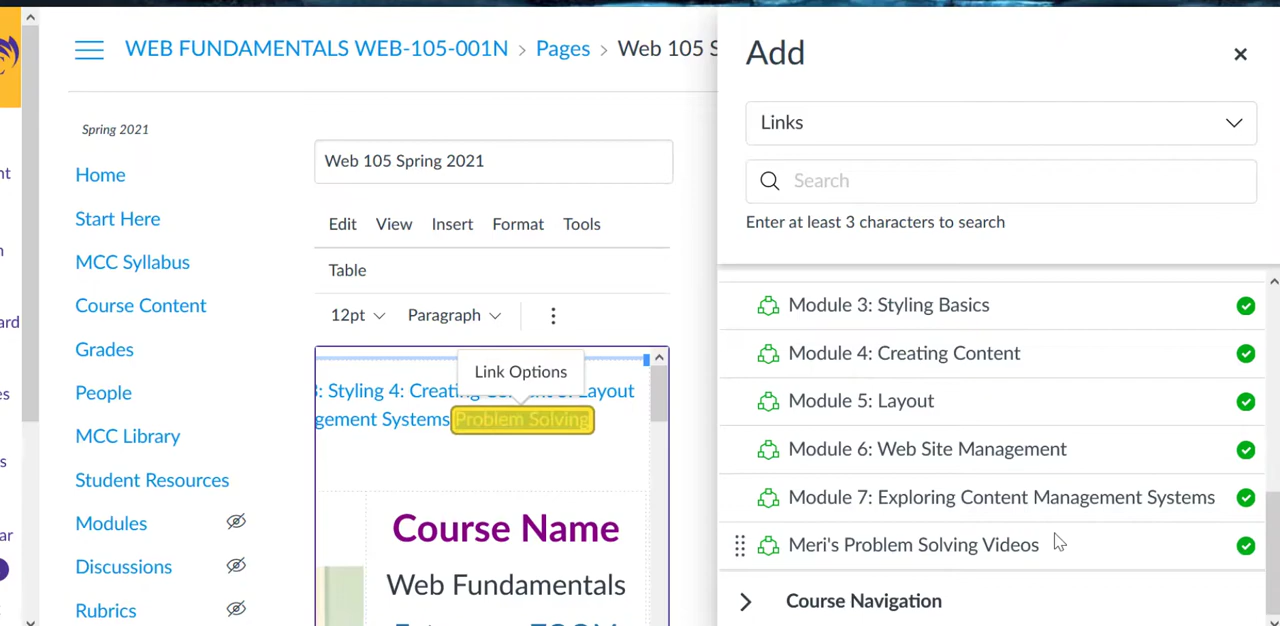 WEB FUNDAMENTALS WEB-105-001N > Pages > Web 105 S
Spring 2021
Home
Start Here
MCC Syllabus
Course Content
Grades
People
MCC Library
Student Resources
Modules
Discussions
Rubrics
Web 105 Spring 2021
Edit View Insert Format Tools
Table
12pt Paragraph
Link Options
: Styling 4: Creating
Layout
gement Systems Problem Solving
Course Name
Web Fundamentals
Add
Links
Search
Enter at least 3 characters to search
Module 3: Styling Basics
Module 4: Creating Content
Module 5: Layout
Module 6: Web Site Management
Module 7: Exploring Content Management Systems
Meri's Problem Solving Videos
Course Navigation